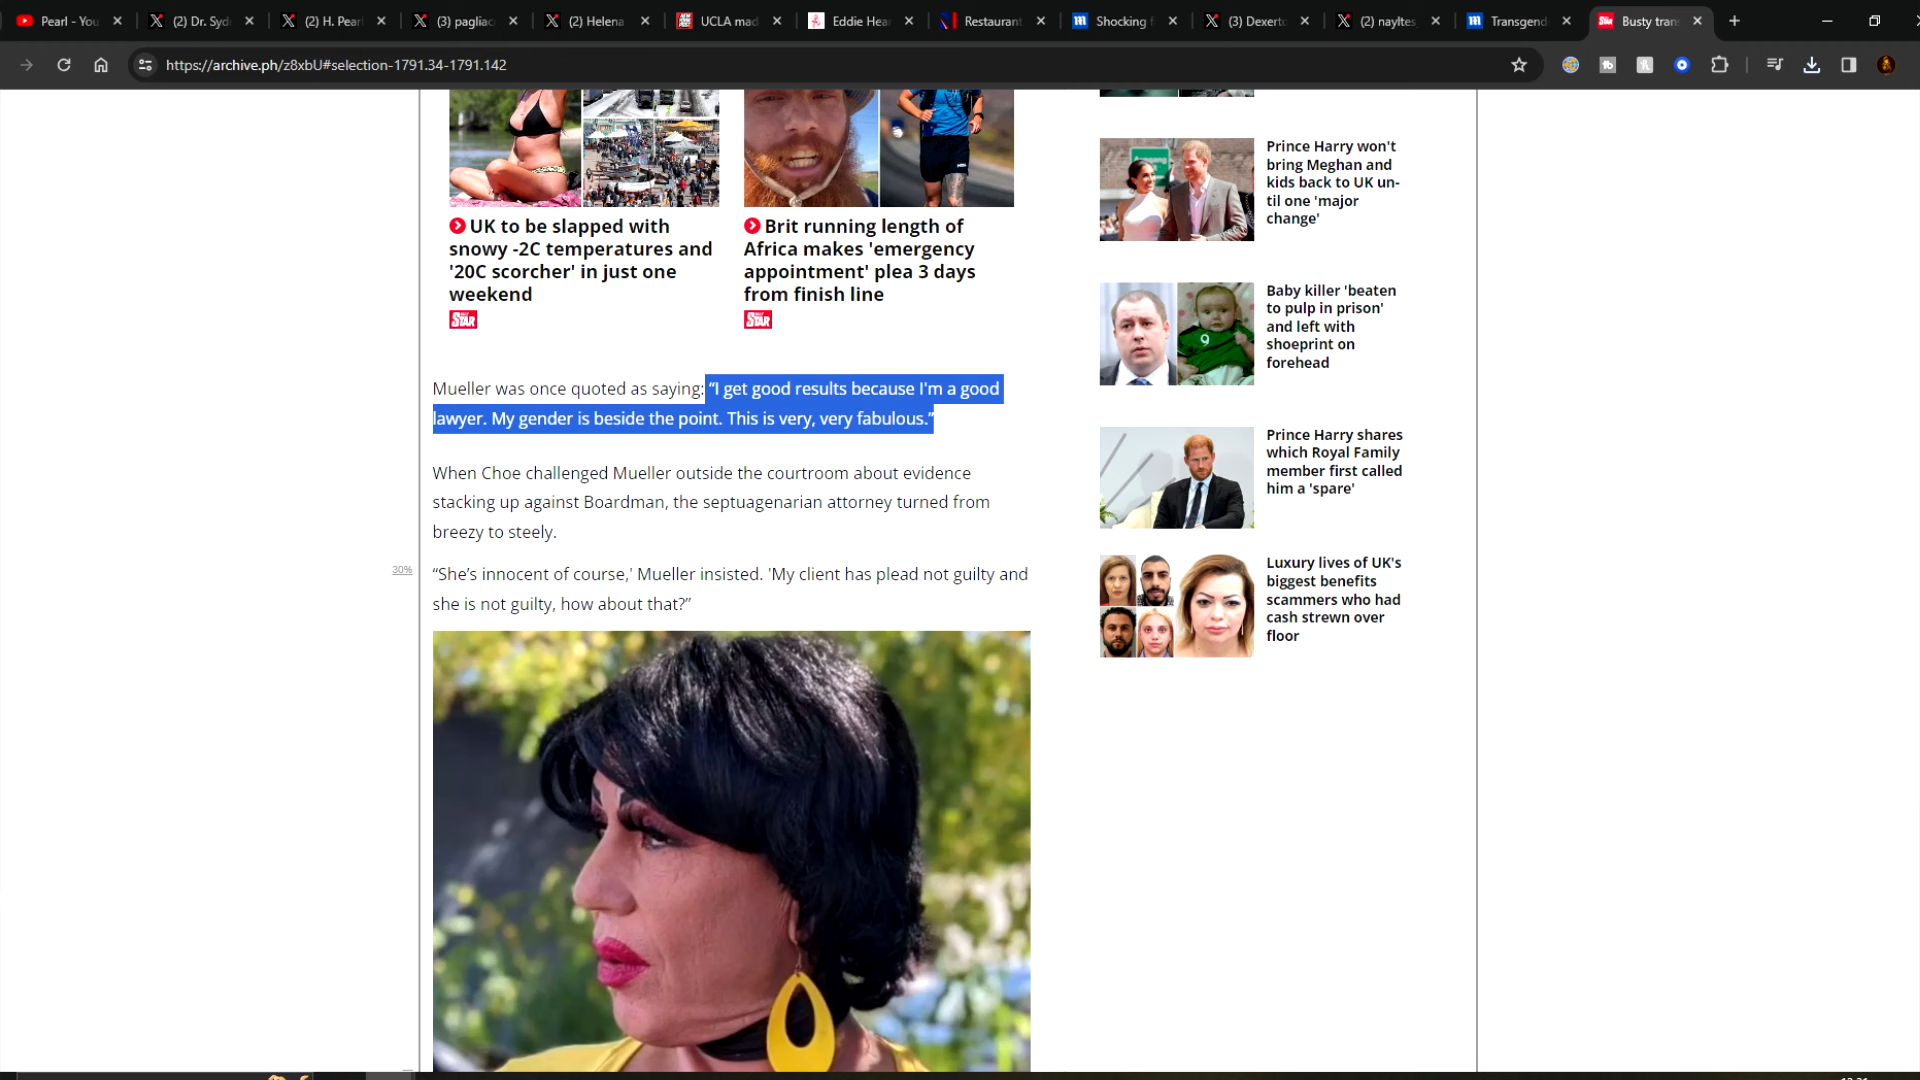 Pearl - You
(2) Dr. Syd
(2) H. Pearl
(3) pagliac
(2) Helena
UCLA mad
Eddie Hea
Restaurant
Shocking
(3) Dexert
(2) nayltes
Transgend
Busty tran
https://archive.ph/z8xbU#selection-1791.34-1791.142
UK to be slapped with
snowy -2C temperatures and
'20C scorcher' in just one
weekend
STAR
Brit running length of
Africa makes 'emergency
appointment' plea 3 days
from finish line
STAR
Mueller was once quoted as saying: “I get good results because I'm a good
lawyer. My gender is beside the point. This is very, very fabulous.”
When Choe challenged Mueller outside the courtroom about evidence
stacking up against Boardman, the septuagenarian attorney turned from
breezy to steely.
30%
“She’s innocent of course,' Mueller insisted. 'My client has plead not guilty and
she is not guilty, how about that?”
Prince Harry won't
bring Meghan and
kids back to UK un-
til one 'major
change'
Baby killer 'beaten
to pulp in prison'
and left with
shoeprint on
forehead
9
Prince Harry shares
which Royal Family
member first called
him a 'spare'
Luxury lives of UK's
biggest benefits
scammers who had
cash strewn over
floor